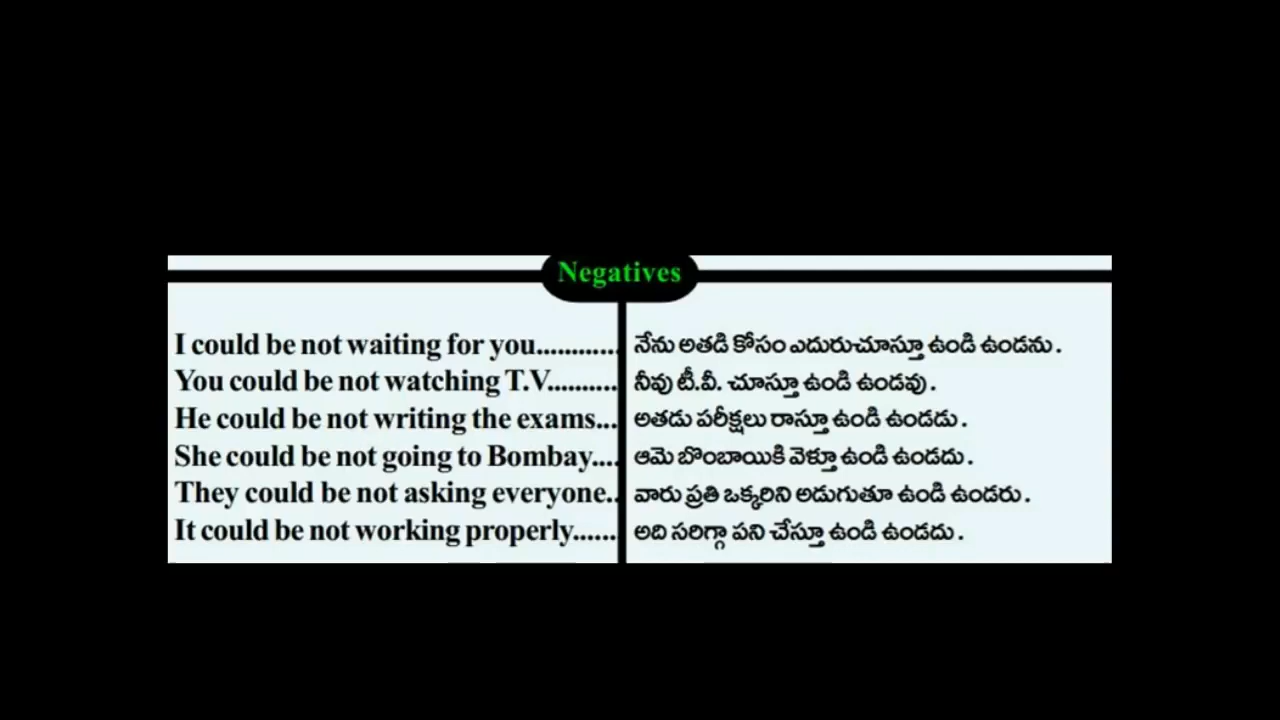 Negatives
I could be not waiting for you............ నేను అతడి కోసం ఎదురుచూస్తూ ఉండి ఉండను.
You could be not watching T.V.......... నీవు టీ.వీ. చూస్తూ ఉండి ఉండవు.
He could be not writing the exams... అతడు పరీక్షలు రాస్తూ ఉండి ఉండడు.
She could be not going to Bombay.... ఆమె బొంబాయికి వెళ్తూ ఉండి ఉండదు.
They could be not asking everyone.. వారు ప్రతి ఒక్కరిని అడుగుతూ ఉండి ఉండరు.
It could be not working properly...... అది సరిగ్గా పని చేస్తూ ఉండి ఉండదు.